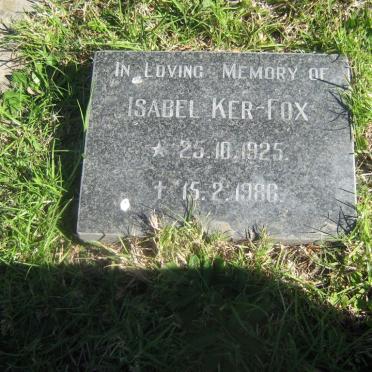 In Loving Memory of
Isabel Ker-Fox
* 25.10.1925.
† 15.2.1986.